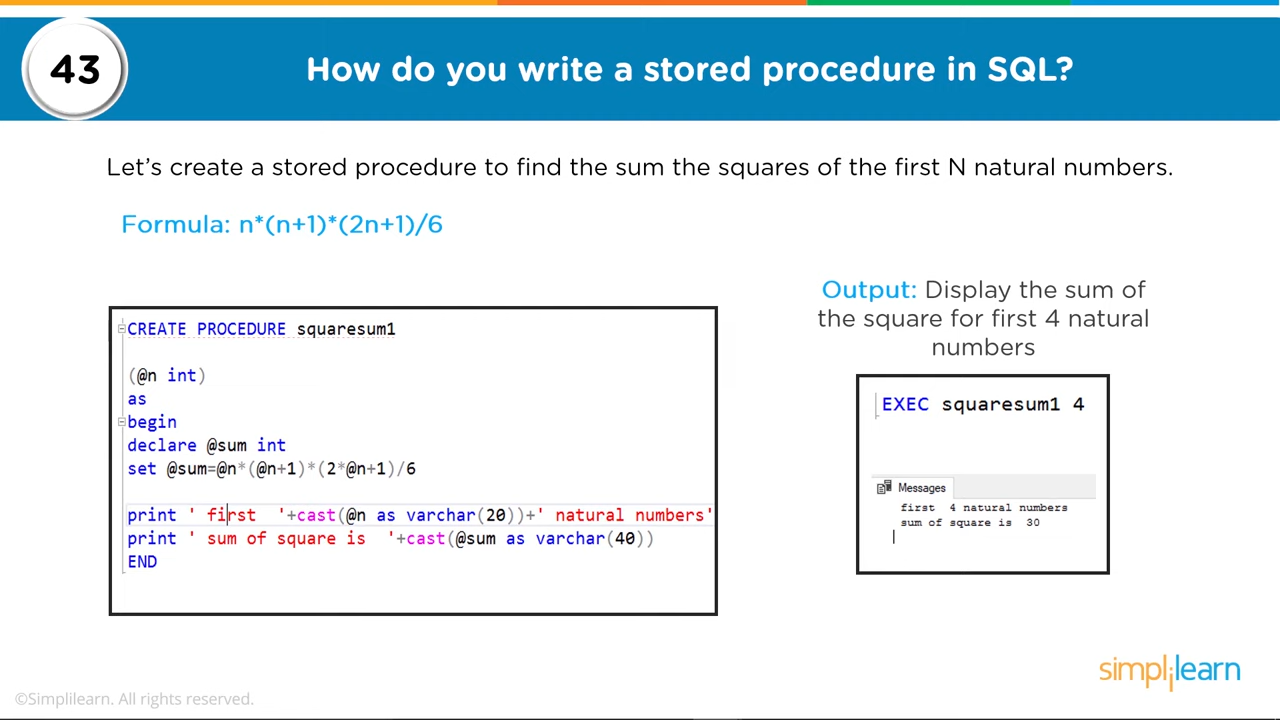 43
How do you write a stored procedure in SQL?
Let's create a stored procedure to find the sum the squares of the first N natural numbers.
Formula: n*(n+1)*(2n+1)/6
CREATE PROCEDURE squaresum1
(@n int)
as
begin
declare @sum int
set @sum=@n*(@n+1)*(2*@n+1)/6
print ' first  '+cast(@n as varchar(20))+' natural numbers'
print ' sum of square is  '+cast(@sum as varchar(40))
END
Output: Display the sum of
the square for first 4 natural
numbers
EXEC squaresum1 4
Messages
first  4 natural numbers
sum of square is  30
simplilearn
©Simplilearn. All rights reserved.